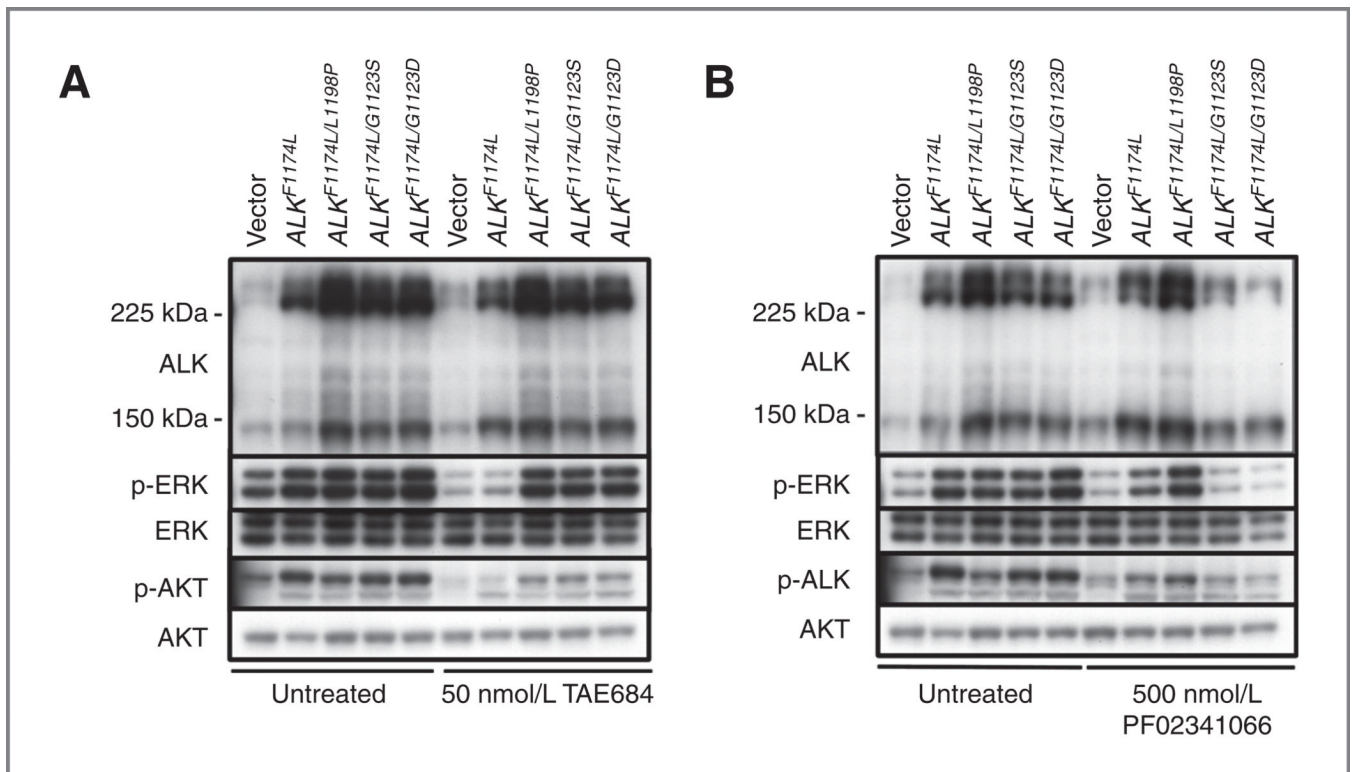 A
Vector
ALKF1174L
ALKF1174L/L1198P
ALKF1174L/G1123S
ALKF1174L/G1123D
Vector
ALKF1174L
ALKF1174L/L1198P
ALKF1174L/G1123S
ALKF1174L/G1123D
225 kDa -
ALK
150 kDa -
p-ERK
ERK
p-AKT
AKT
Untreated
50 nmol/L TAE684
B
Vector
ALKF1174L
ALKF1174L/L1198P
ALKF1174L/G1123S
ALKF1174L/G1123D
Vector
ALKF1174L
ALKF1174L/L1198P
ALKF1174L/G1123S
ALKF1174L/G1123D
225 kDa -
ALK
150 kDa -
p-ERK
ERK
p-ALK
AKT
Untreated
500 nmol/L
PF02341066